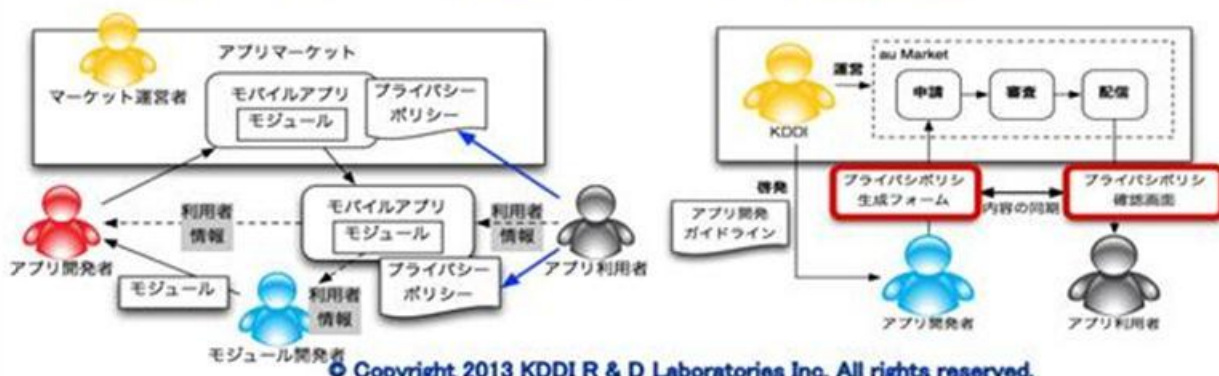 アプリマーケット
マーケット運営者
モバイルアプリ
モジュール
プライバシー
ポリシー
アプリ開発者
利用者
情報
モバイルアプリ
モジュール
利用者
情報
プライバシー
ポリシー
アプリ利用者
モジュール
利用者
情報
モジュール開発者
au Market
運営
申請
審査
配信
KDDI
啓発
アプリ開発
ガイドライン
プライバシポリシ
生成フォーム
内容の同期
プライバシポリシ
確認画面
アプリ開発者
アプリ利用者
© Copyright 2013 KDDI R & D Laboratories Inc. All rights reserved.